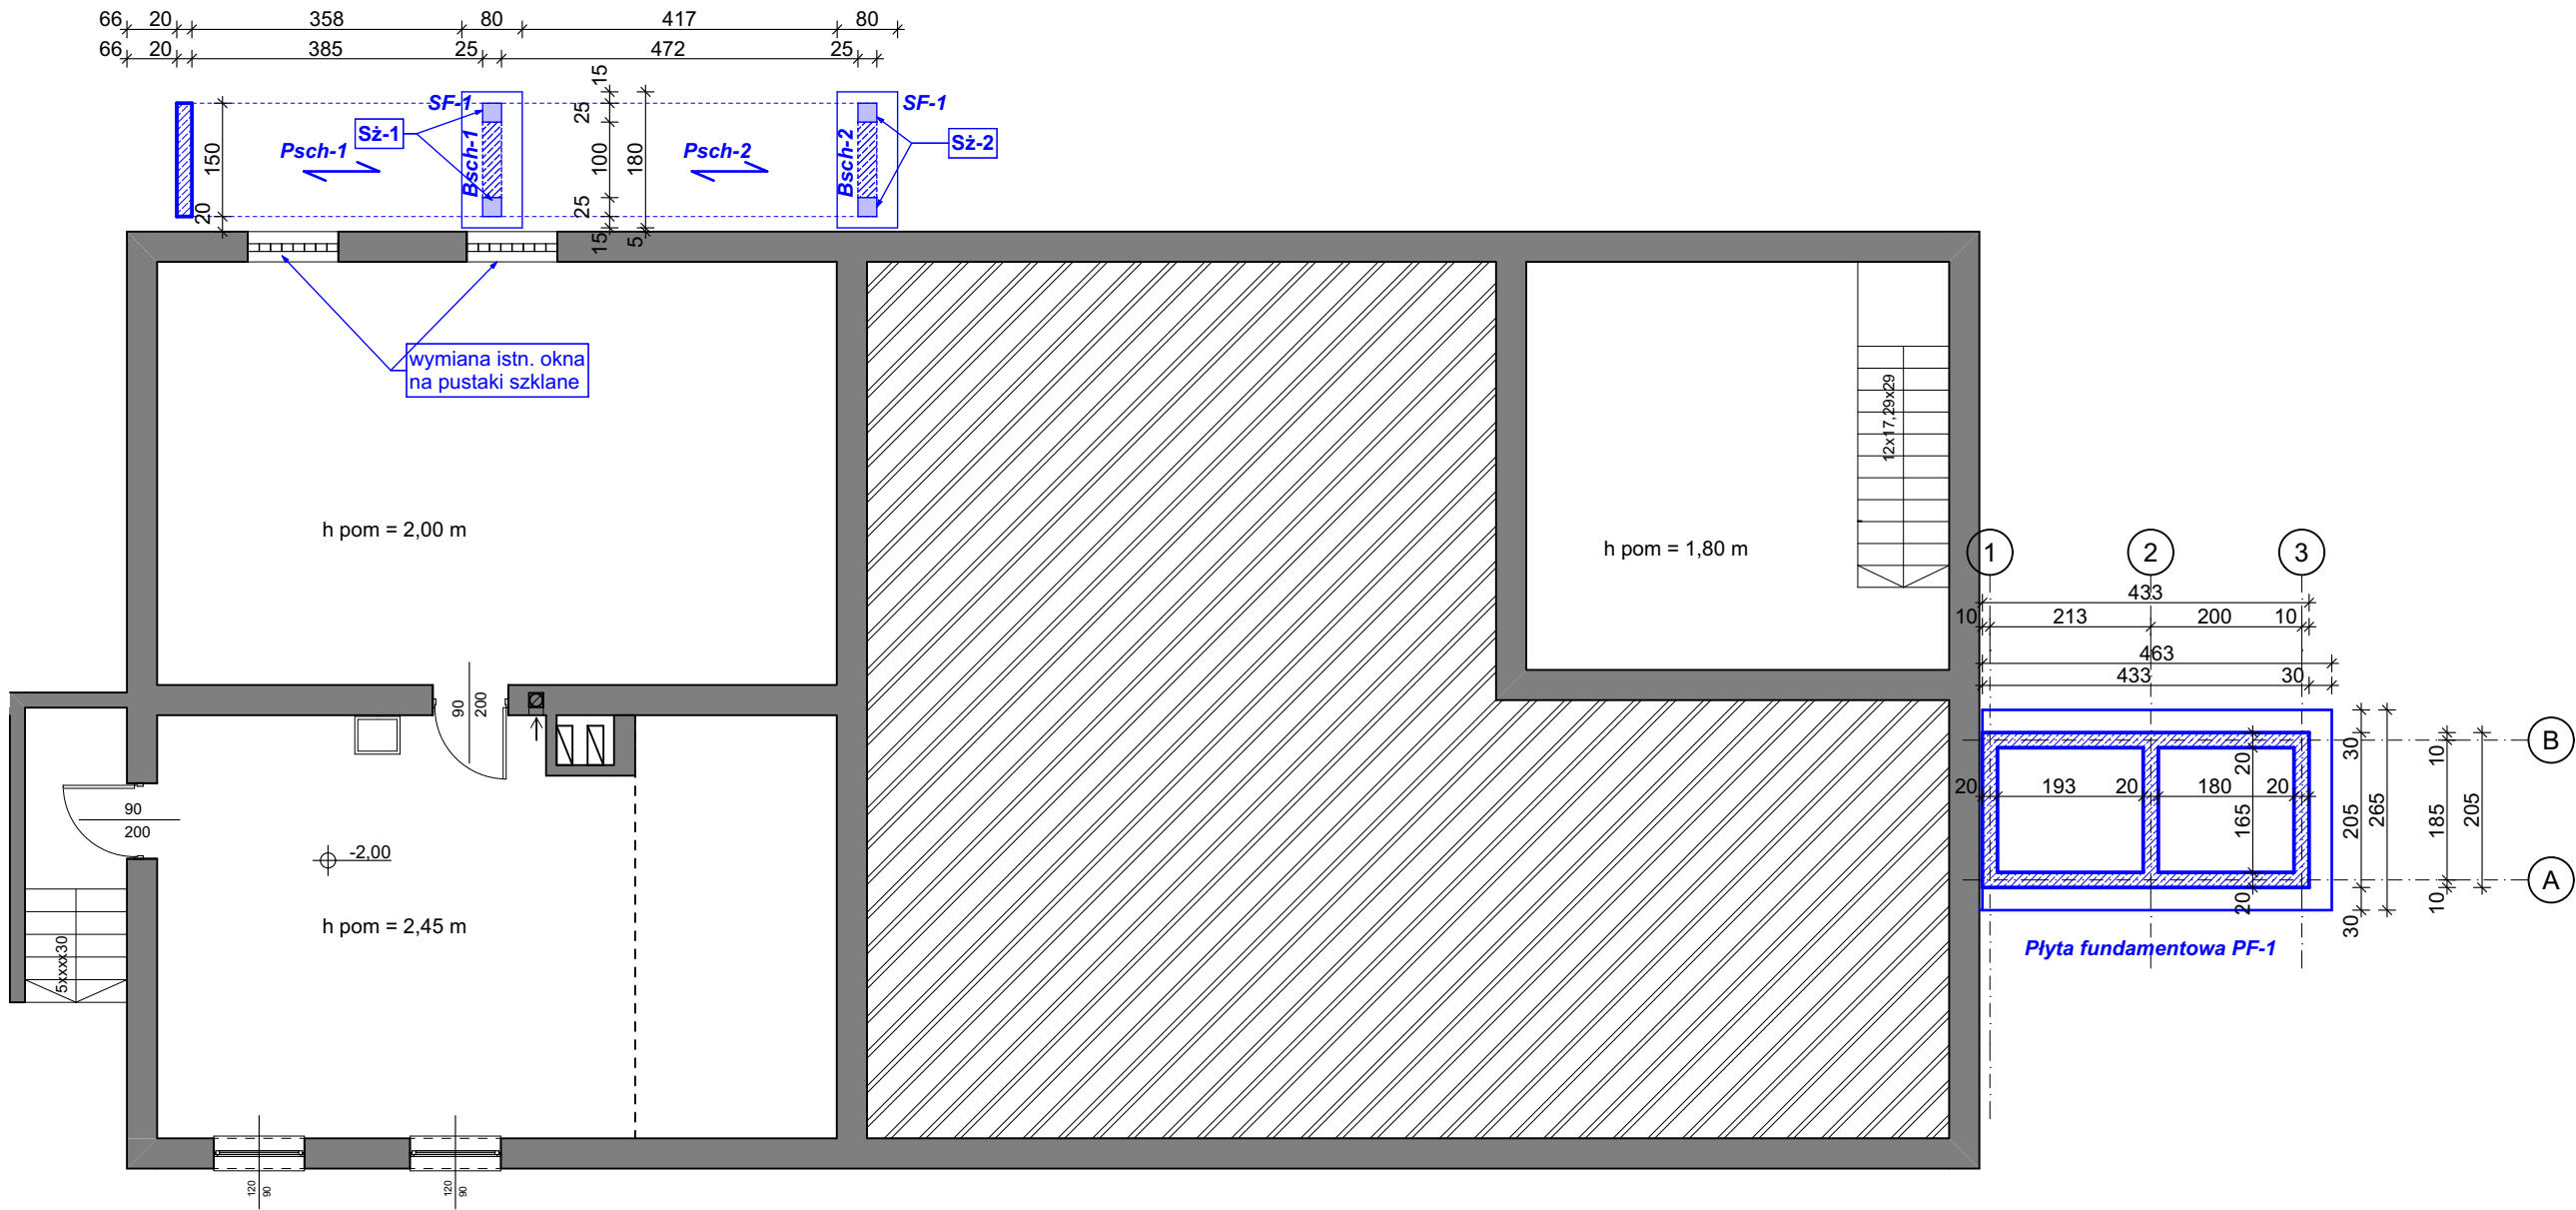 66 20 358 80 417 80
66 20 385 25 472 25
15
25
100
25
15
180
5
150
20
SF-1
SF-1
Sż-1
Sż-2
Psch-1
Bsch-1
Psch-2
Bsch-2
wymiana istn. okna
na pustaki szklane
h pom = 2,00 m
h pom = 1,80 m
12x17,29x29
90
200
90
200
-2,00
h pom = 2,45 m
5xxxx30
120
90
120
90
1 2 3
433
10 213 200 10
463
433 30
B
A
20 193 20 180 20
20
165
20
30
205
30
265
10
185
10
205
Płyta fundamentowa PF-1